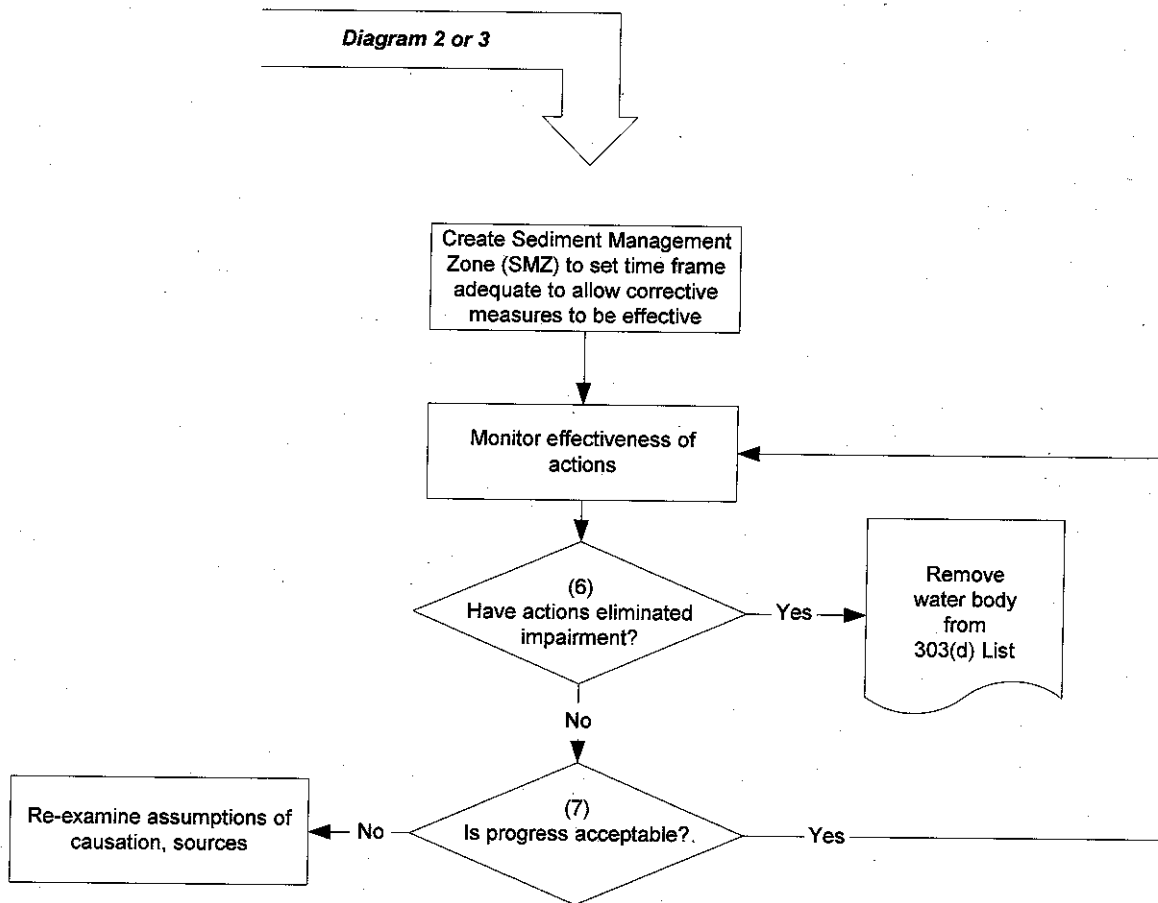 Diagram 2 or 3
Create Sediment Management
Zone (SMZ) to set time frame
adequate to allow corrective
measures to be effective
Monitor effectiveness of
actions
(6)
Have actions eliminated
impairment?
Yes
Remove
water body
from
303(d) List
No
(7)
Is progress acceptable?
No
Yes
Re-examine assumptions of
causation, sources